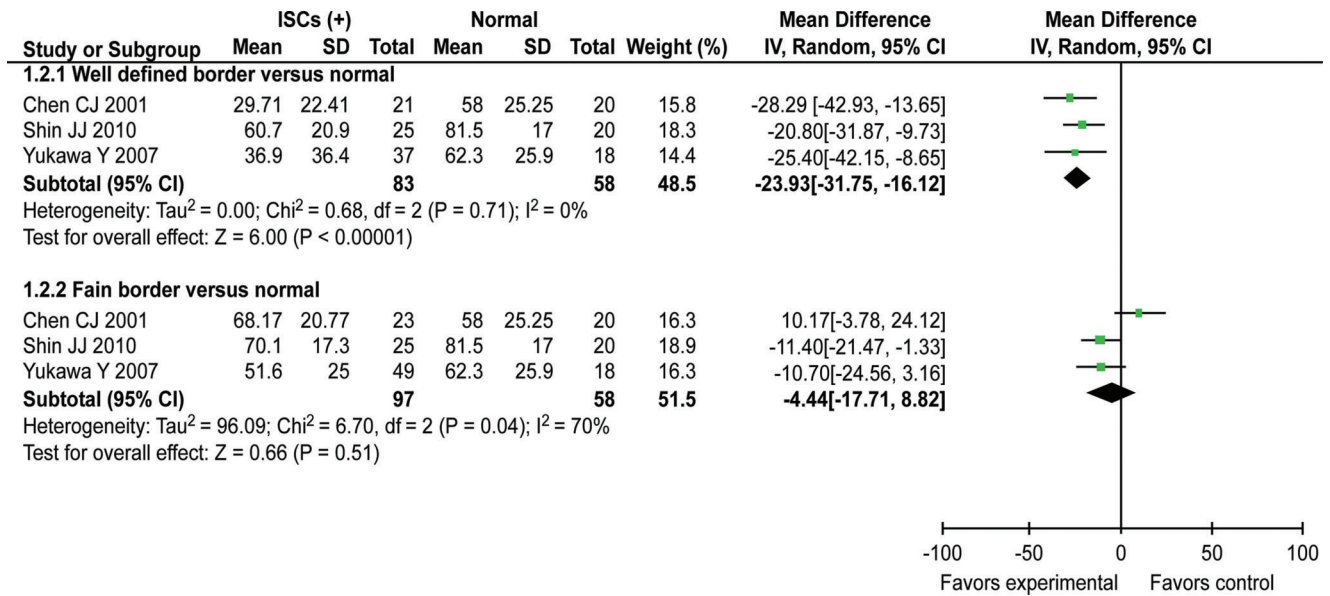 ISCs (+) Normal Mean Difference Mean Difference
Study or Subgroup Mean SD Total Mean SD Total Weight (%) IV, Random, 95% CI IV, Random, 95% CI
1.2.1 Well defined border versus normal
Chen CJ 2001 29.71 22.41 21 58 25.25 20 15.8 -28.29 [-42.93, -13.65]
Shin JJ 2010 60.7 20.9 25 81.5 17 20 18.3 -20.80[-31.87, -9.73]
Yukawa Y 2007 36.9 36.4 37 62.3 25.9 18 14.4 -25.40[-42.15, -8.65]
Subtotal (95% CI) 83 58 48.5 -23.93[-31.75, -16.12]
Heterogeneity: Tau² = 0.00; Chi² = 0.68, df = 2 (P = 0.71); I² = 0%
Test for overall effect: Z = 6.00 (P < 0.00001)
1.2.2 Fain border versus normal
Chen CJ 2001 68.17 20.77 23 58 25.25 20 16.3 10.17[-3.78, 24.12]
Shin JJ 2010 70.1 17.3 25 81.5 17 20 18.9 -11.40[-21.47, -1.33]
Yukawa Y 2007 51.6 25 49 62.3 25.9 18 16.3 -10.70[-24.56, 3.16]
Subtotal (95% CI) 97 58 51.5 -4.44[-17.71, 8.82]
Heterogeneity: Tau² = 96.09; Chi² = 6.70, df = 2 (P = 0.04); I² = 70%
Test for overall effect: Z = 0.66 (P = 0.51)
-100 -50 0 50 100
Favors experimental Favors control